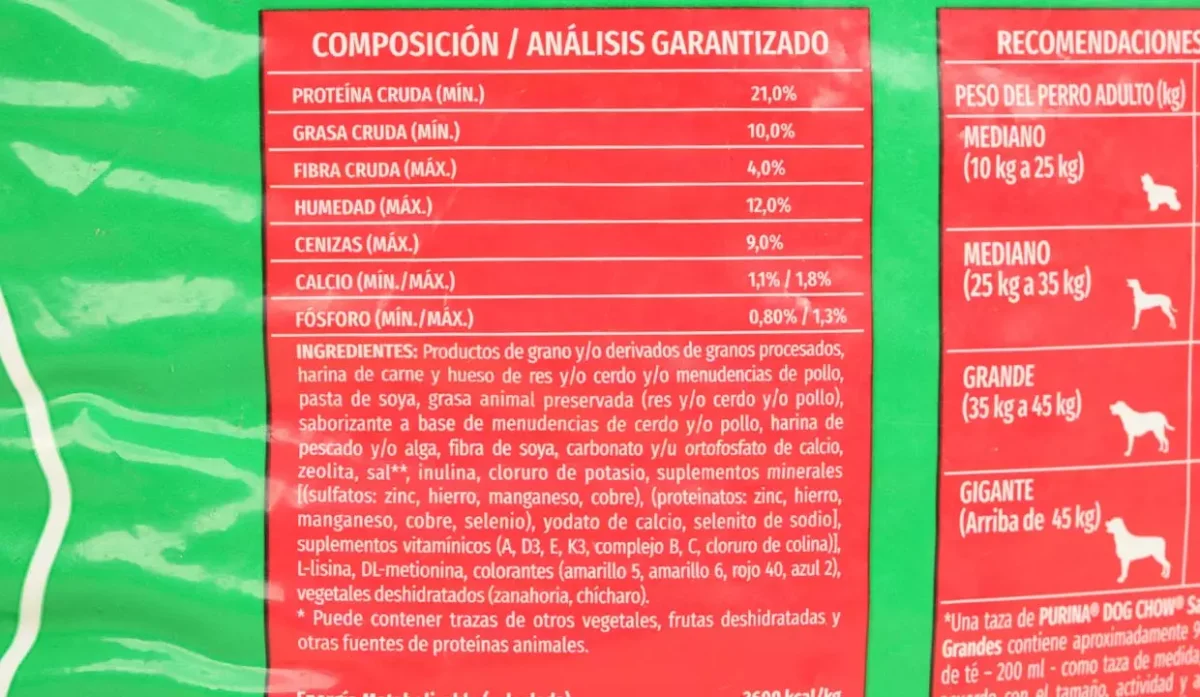 COMPOSICIÓN / ANÁLISIS GARANTIZADO
PROTEÍNA CRUDA (MÍN.) 21,0%
GRASA CRUDA (MÍN.) 10,0%
FIBRA CRUDA (MÁX.) 4,0%
HUMEDAD (MÁX.) 12,0%
CENIZAS (MÁX.) 9,0%
CALCIO (MÍN./MÁX.) 1,1% / 1,8%
FÓSFORO (MÍN./MÁX.) 0,80% / 1,3%
INGREDIENTES: Productos de grano y/o derivados de granos procesados,
harina de carne y hueso de res y/o cerdo y/o menudencias de pollo,
pasta de soya, grasa animal preservada (res y/o cerdo y/o pollo),
saborizante a base de menudencias de cerdo y/o pollo, harina de
pescado y/o alga, fibra de soya, carbonato y/u ortofosfato de calcio,
zeolita, sal**, inulina, cloruro de potasio, suplementos minerales
[(sulfatos: zinc, hierro, manganeso, cobre), (proteinatos: zinc, hierro,
manganeso, cobre, selenio), yodato de calcio, selenito de sodio],
suplementos vitamínicos (A, D3, E, K3, complejo B, C, cloruro de colina)],
L-lisina, DL-metionina, colorantes (amarillo 5, amarillo 6, rojo 40, azul 2),
vegetales deshidratados (zanahoria, chícharo).
* Puede contener trazas de otros vegetales, frutas deshidratadas y
otras fuentes de proteínas animales.
RECOMENDACIONES
PESO DEL PERRO ADULTO (kg)
MEDIANO
(10 kg a 25 kg)
MEDIANO
(25 kg a 35 kg)
GRANDE
(35 kg a 45 kg)
GIGANTE
(Arriba de 45 kg)
*Una taza de PURINA® DOG CHOW®
Grandes contiene aproximadamente
de té – 200 ml - como taza de medida
con el tamaño, actividad y